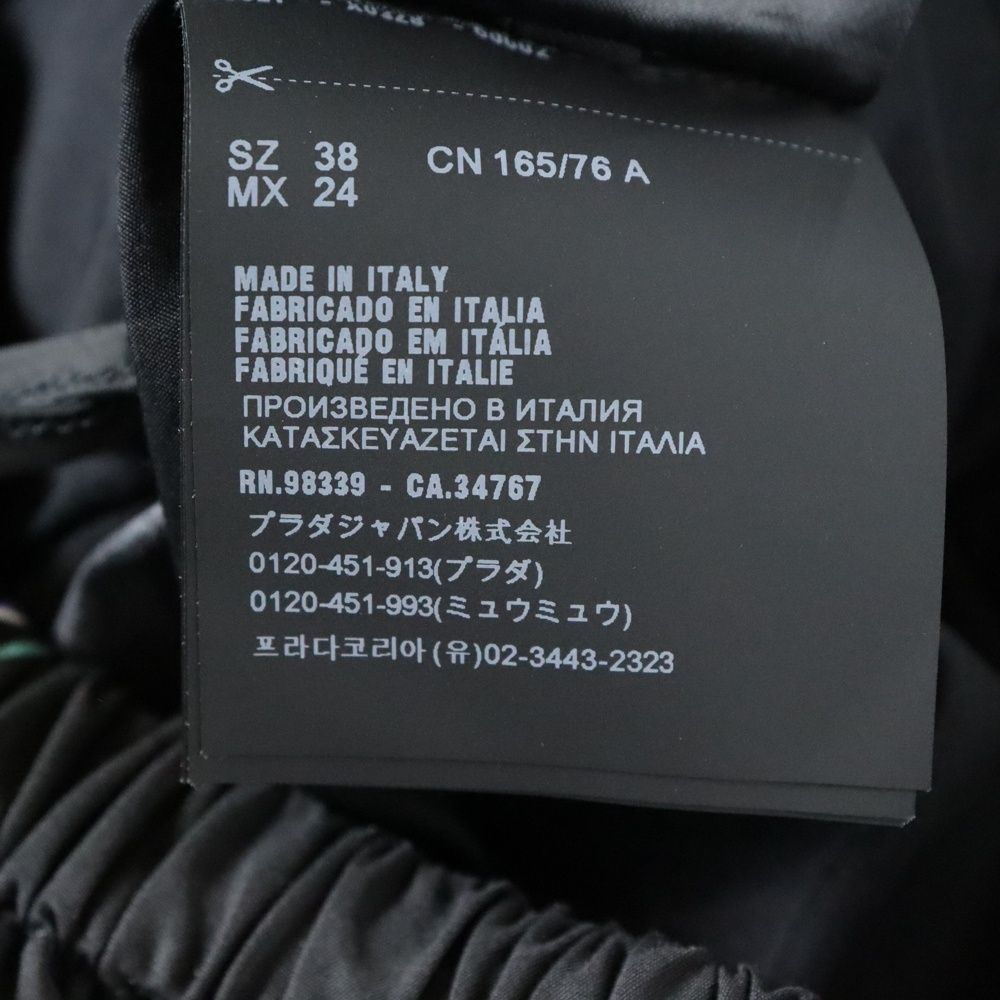 SZ 38 CN 165/76 A
MX 24
MADE IN ITALY
FABRICADO EN ITALIA
FABRICADO EM ITÁLIA
FABRIQUÉ EN ITALIE
ПРОИЗВЕДЕНО В ИТАЛИЯ
ΚΑΤΑΣΚΕΥΑΖΕΤΑΙ ΣΤΗΝ ΙΤΑΛΙΑ
RN.98339 - CA.34767
プラダジャパン株式会社
0120-451-913(プラダ)
0120-451-993(ミュウミュウ)
프라다코리아(유)02-3443-2323